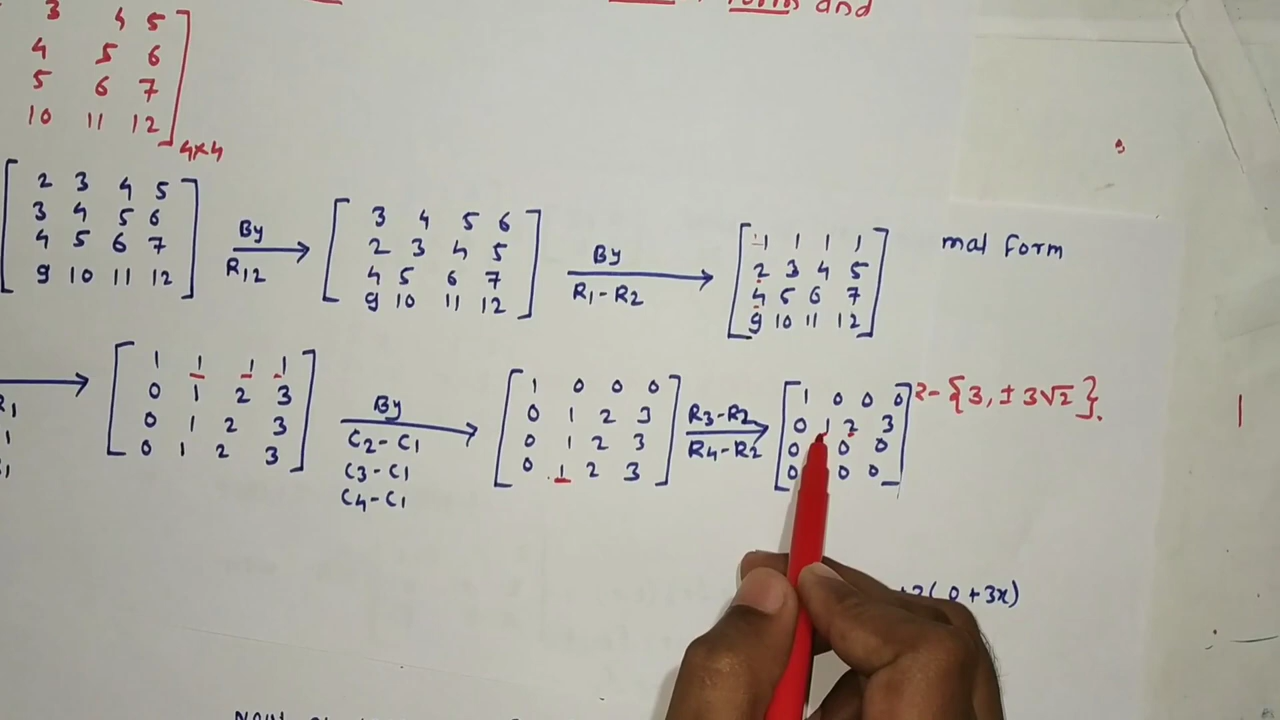 and
3 4 5
4 5 6
5 6 7
10 11 12
4x4
2 3 4 5
3 4 5 6
4 5 6 7
9 10 11 12
By
R12
3 4 5 6
2 3 4 5
4 5 6 7
9 10 11 12
By
R1-R2
1 1 1 1
2 3 4 5
4 5 6 7
9 10 11 12
mal form
1 1 1 1
0 1 2 3
0 1 2 3
0 1 2 3
By
C2-C1
C3-C1
C4-C1
1 0 0 0
0 1 2 3
0 1 2 3
0 1 2 3
R3-R2
R4-R2
1 0 0 0
0 1 2 3
0 0 0
0 0 0
- {3, ± 3√2}.
(0+3x)